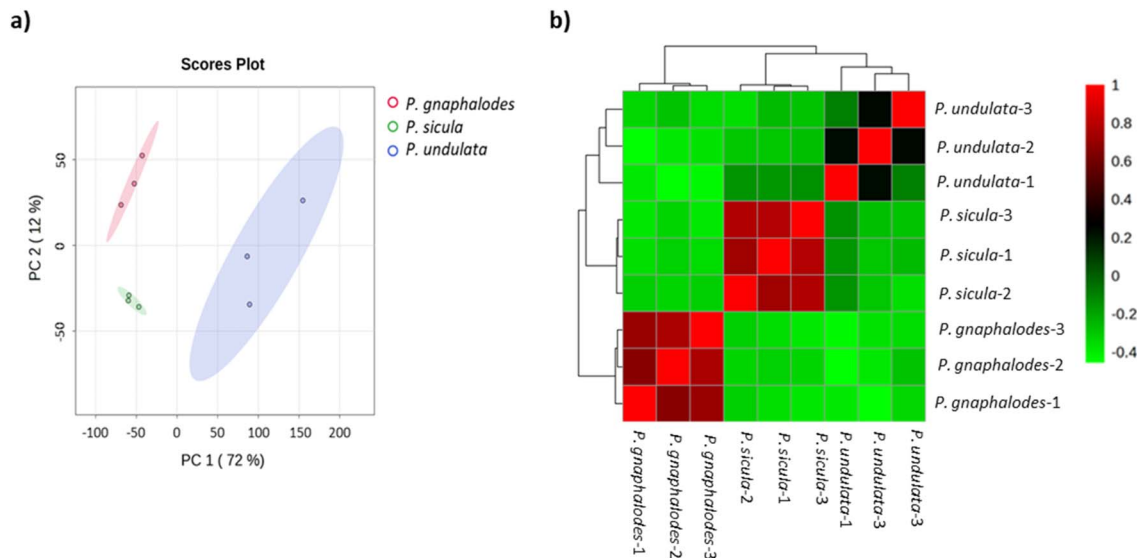 a)
Scores Plot
PC 2 ( 12 %)
50
0
-50
-100 -50 0 50 100 150 200
PC 1 ( 72 %)
P. gnaphalodes
P. sicula
P. undulata
b)
P. undulata-3
P. undulata-2
P. undulata-1
P. sicula-3
P. sicula-1
P. sicula-2
P. gnaphalodes-3
P. gnaphalodes-2
P. gnaphalodes-1
P. gnaphalodes-1
P. gnaphalodes-2
P. gnaphalodes-3
P. sicula-2
P. sicula-1
P. sicula-3
P. undulata-1
P. undulata-3
P. undulata-3
1
0.8
0.6
0.4
0.2
0
-0.2
-0.4